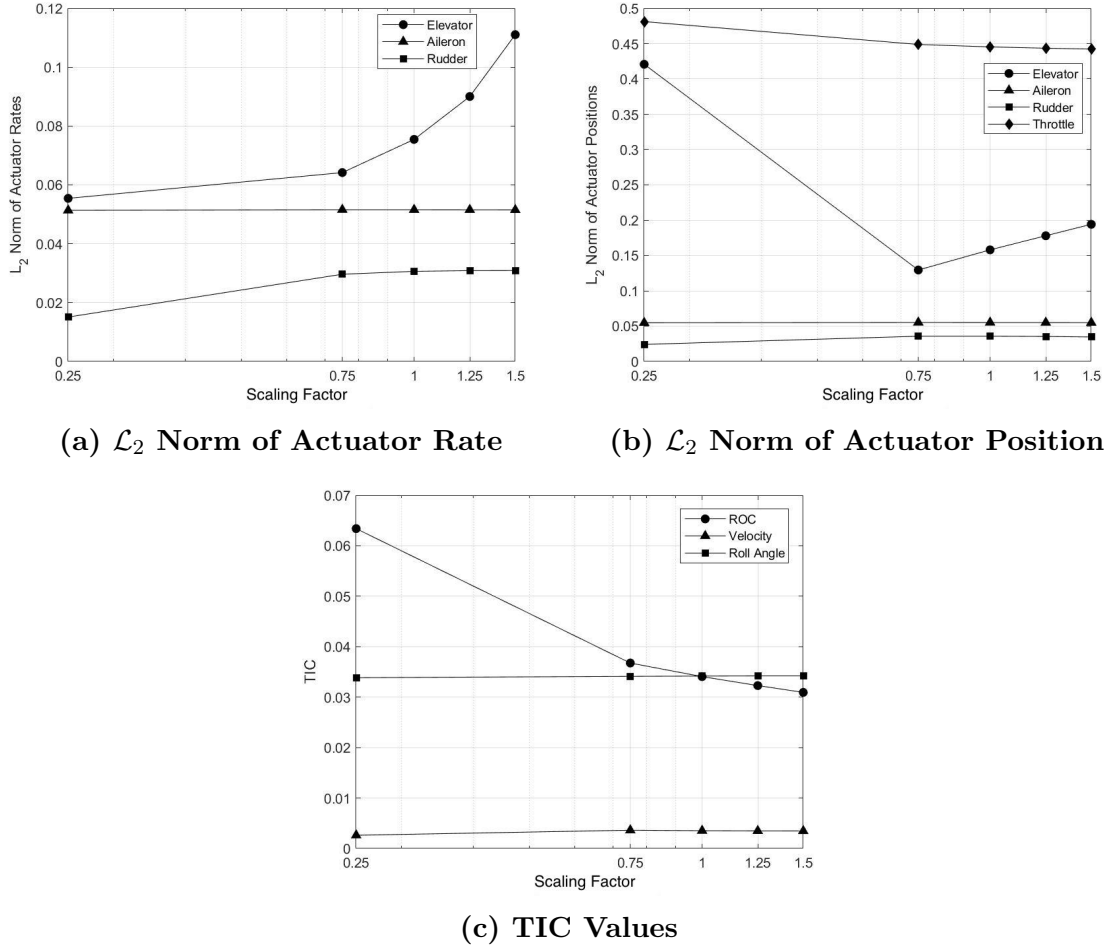 0.12
0.1
0.08
0.06
0.04
0.02
0
L2 Norm of Actuator Rates
Elevator
Aileron
Rudder
0.25
0.75
1
1.25
1.5
Scaling Factor
(a) ℒ2 Norm of Actuator Rate
0.5
0.45
0.4
0.35
0.3
0.25
0.2
0.15
0.1
0.05
0
L2 Norm of Actuator Positions
Elevator
Aileron
Rudder
Throttle
0.25
0.75
1
1.25
1.5
Scaling Factor
(b) ℒ2 Norm of Actuator Position
0.07
0.06
0.05
0.04
0.03
0.02
0.01
0
TIC
ROC
Velocity
Roll Angle
0.25
0.75
1
1.25
1.5
Scaling Factor
(c) TIC Values